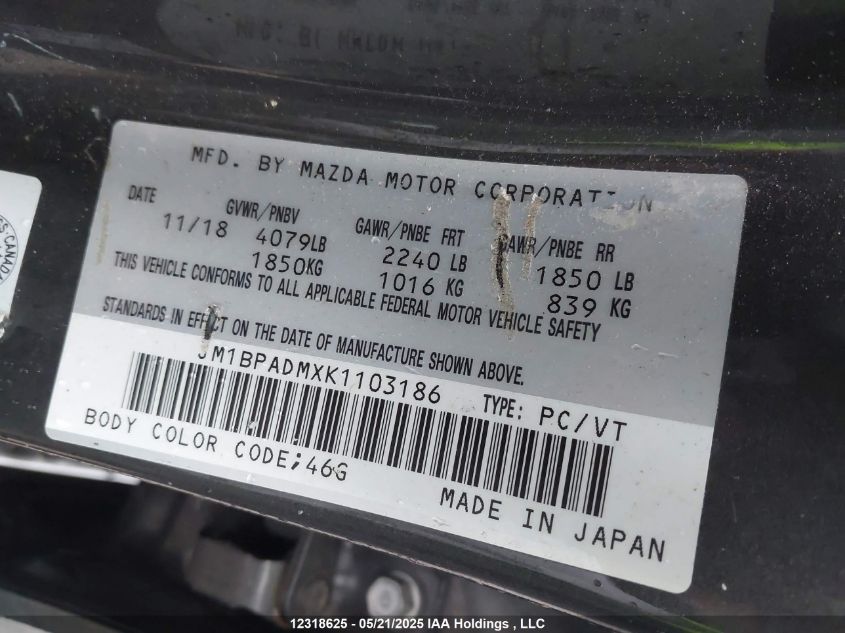 MFD. BY MAZDA MOTOR CORPORATION
DATE GVWR/PNBV GAWR/PNBE FRT GAWR/PNBE RR
11/18 4079LB 2240 LB 1850 LB
1850KG 1016 KG 839 KG
THIS VEHICLE CONFORMS TO ALL APPLICABLE FEDERAL MOTOR VEHICLE SAFETY
STANDARDS IN EFFECT ON THE DATE OF MANUFACTURE SHOWN ABOVE.
JM1BPADMXK1103186 TYPE: PC/VT
BODY COLOR CODE;46G
MADE IN JAPAN
CANADA
12318625 - 05/21/2025 IAA Holdings , LLC